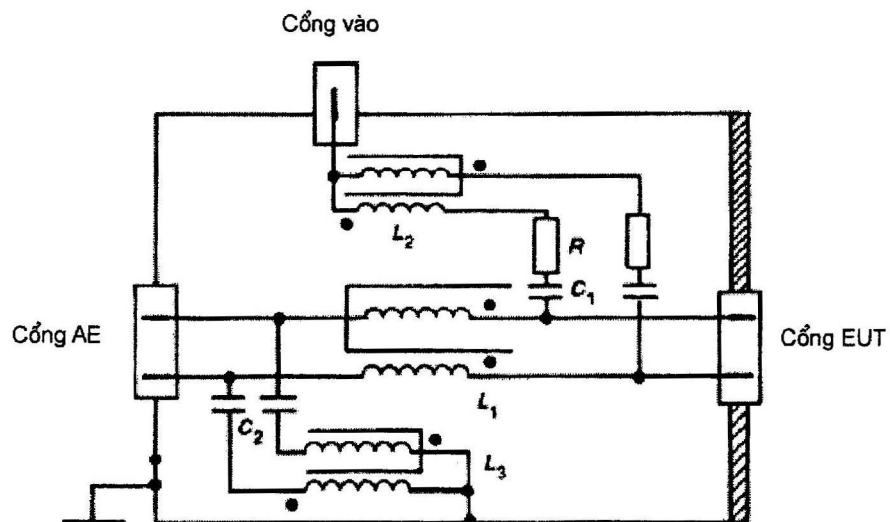 Cổng vào
L₂
R
C₁
Cổng AE
Cổng EUT
L₁
C₂
L₃